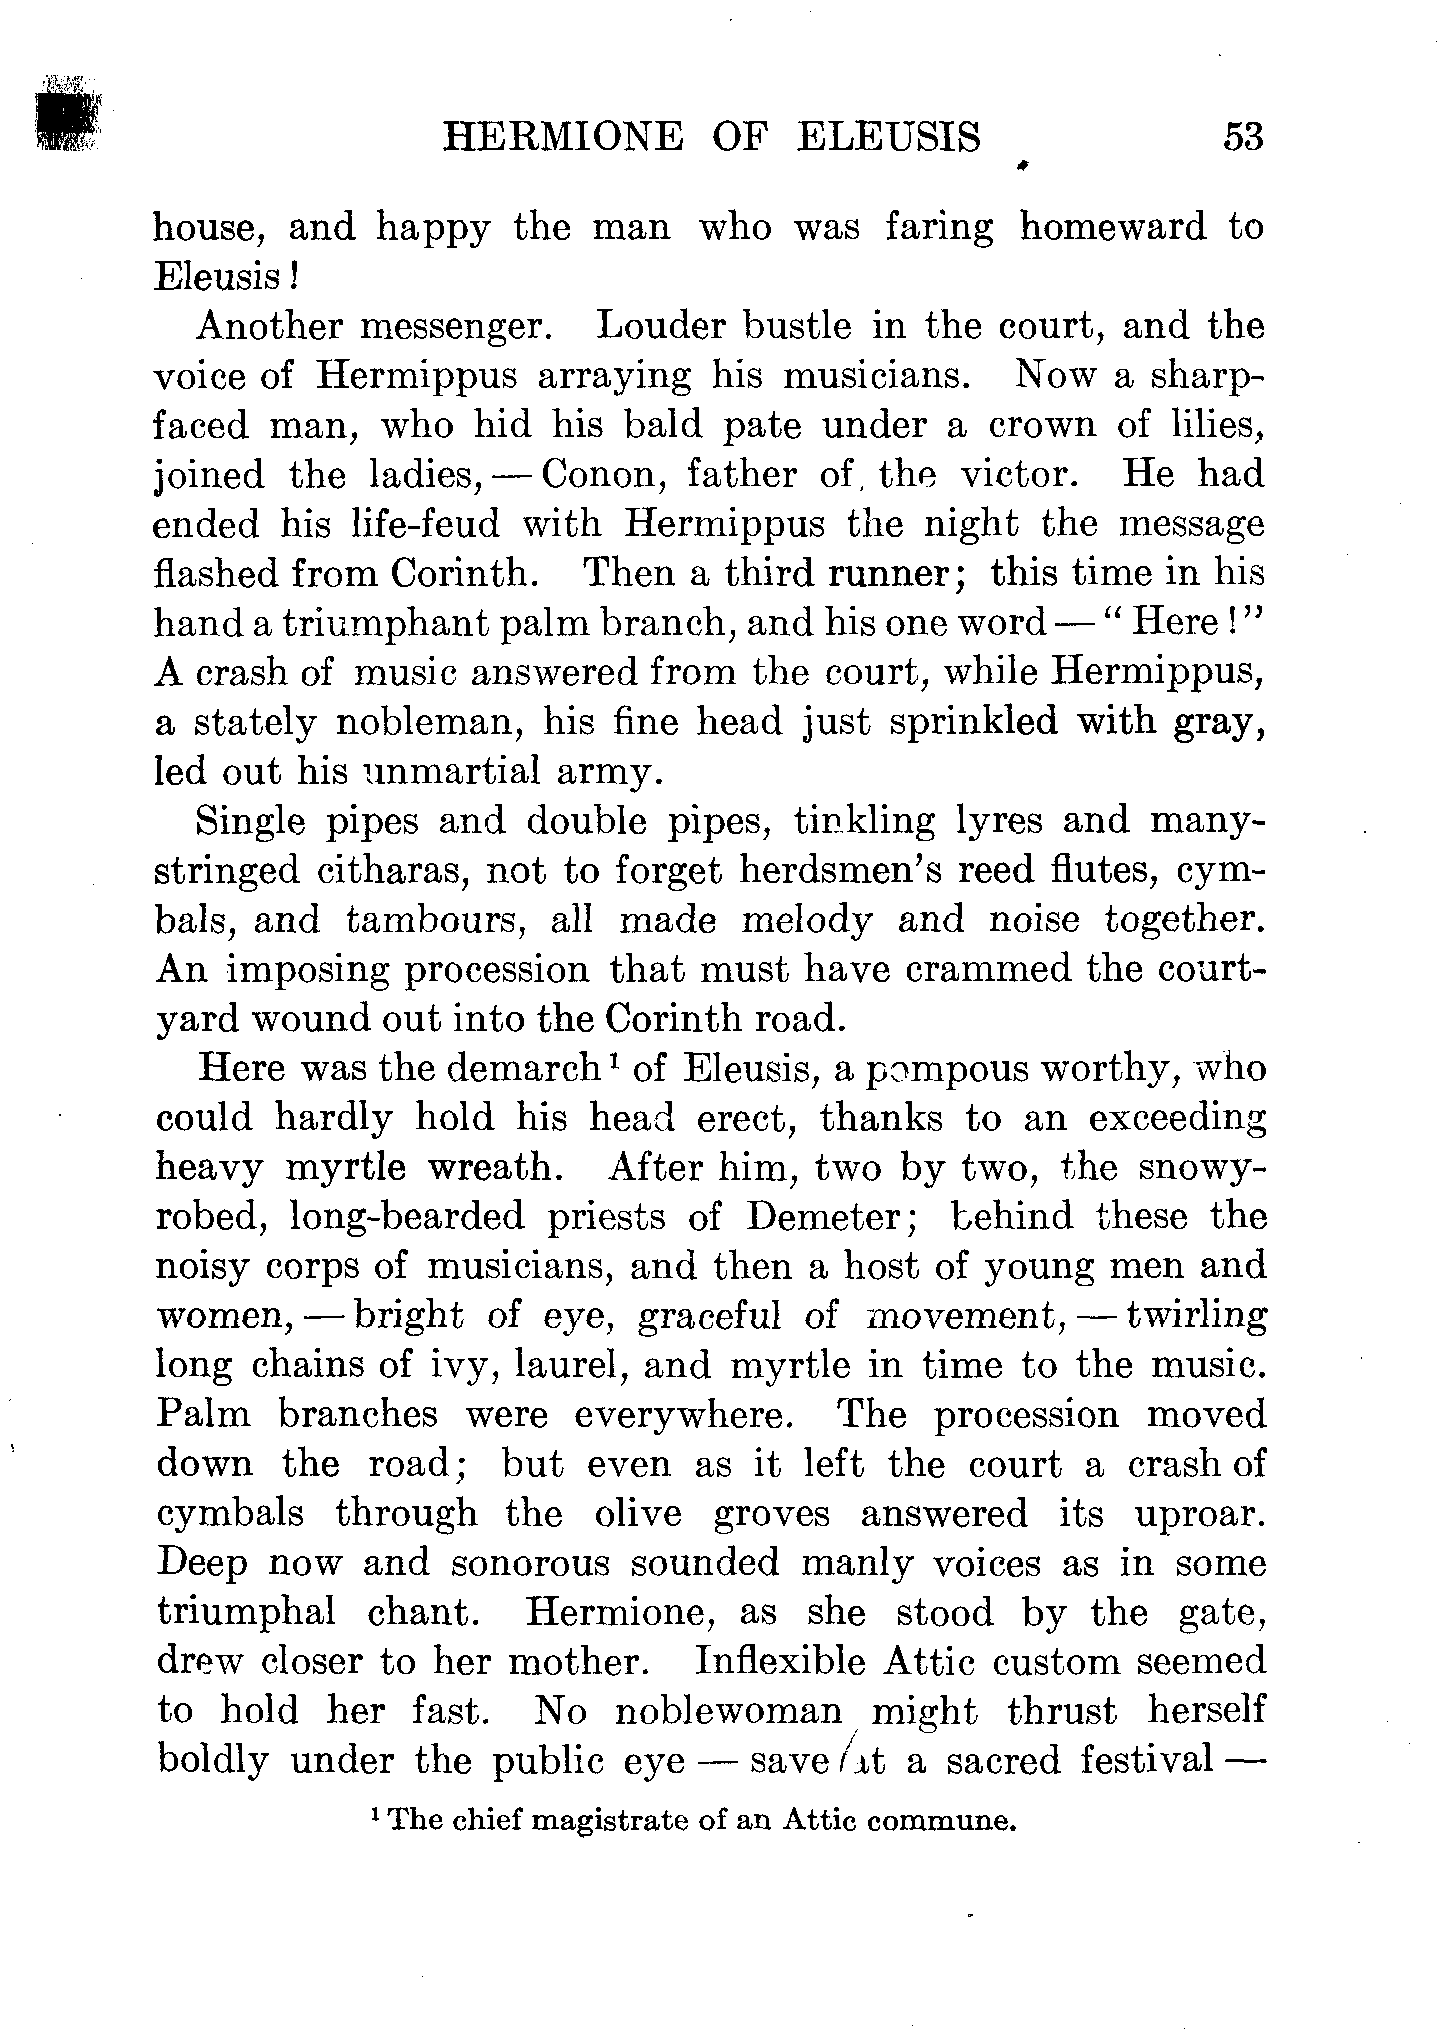 HERMIONE OF ELEUSIS 53
house, and happy the man who was faring homeward to
Eleusis!
Another messenger. Louder bustle in the court, and the
voice of Hermippus arraying his musicians. Now a sharp-
faced man, who hid his bald pate under a crown of lilies,
joined the ladies, — Conon, father of the victor. He had
ended his life-feud with Hermippus the night the message
flashed from Corinth. Then a third runner; this time in his
hand a triumphant palm branch, and his one word — "Here!"
A crash of music answered from the court, while Hermippus,
a stately nobleman, his fine head just sprinkled with gray,
led out his unmartial army.
Single pipes and double pipes, tinkling lyres and many-
stringed citharas, not to forget herdsmen's reed flutes, cym-
bals, and tambours, all made melody and noise together.
An imposing procession that must have crammed the court-
yard wound out into the Corinth road.
Here was the demarch¹ of Eleusis, a pompous worthy, who
could hardly hold his head erect, thanks to an exceeding
heavy myrtle wreath. After him, two by two, the snowy-
robed, long-bearded priests of Demeter; behind these the
noisy corps of musicians, and then a host of young men and
women, — bright of eye, graceful of movement, — twirling
long chains of ivy, laurel, and myrtle in time to the music.
Palm branches were everywhere. The procession moved
down the road; but even as it left the court a crash of
cymbals through the olive groves answered its uproar.
Deep now and sonorous sounded manly voices as in some
triumphal chant. Hermione, as she stood by the gate,
drew closer to her mother. Inflexible Attic custom seemed
to hold her fast. No noblewoman might thrust herself
boldly under the public eye — save at a sacred festival —
¹ The chief magistrate of an Attic commune.